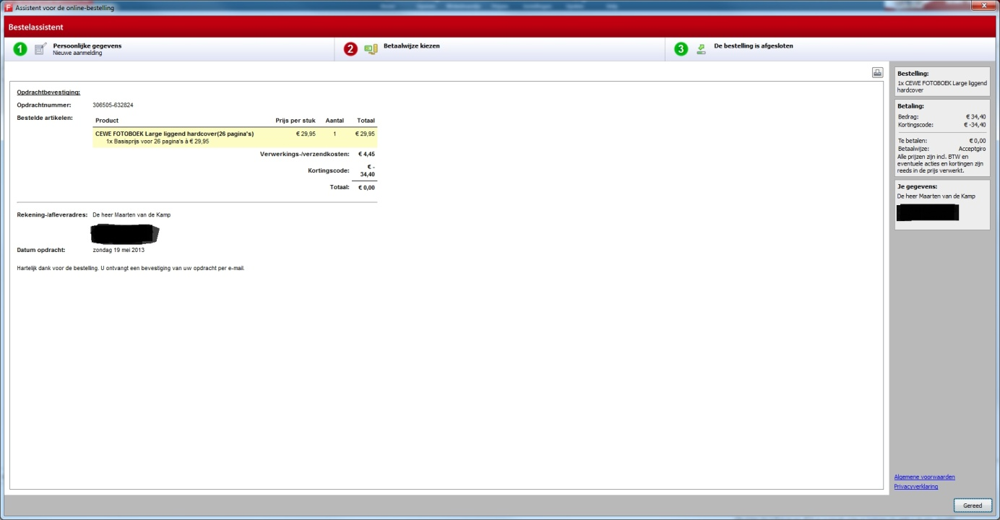 Assistent voor de online-bestelling
Bestelassistent
1 Persoonlijke gegevens
Nieuwe aanmelding
2 Betaalwijze kiezen
3 De bestelling is afgesloten
Opdrachtbevestiging:
Opdrachtnummer: 306505-632824
Bestelde artikelen:
Product Prijs per stuk Aantal Totaal
CEWE FOTOBOEK Large liggend hardcover(26 pagina's) € 29,95 1 € 29,95
1x Basisprijs voor 26 pagina's à € 29,95
Verwerkings-/verzendkosten: € 4,45
Kortingscode: € -
34,40
Totaal: € 0,00
Rekening-/afleveradres: De heer Maarten van de Kamp
Datum opdracht: zondag 19 mei 2013
Hartelijk dank voor de bestelling. U ontvangt een bevestiging van uw opdracht per e-mail.
Bestelling:
1x CEWE FOTOBOEK Large liggend
hardcover
Betaling:
Bedrag: € 34,40
Kortingscode: € -34,40
Te betalen: € 0,00
Betaalwijze: Acceptgiro
Alle prijzen zijn incl. BTW en
eventuele acties en kortingen zijn
reeds in de prijs verwerkt.
Je gegevens:
De heer Maarten van de Kamp
Algemene voorwaarden
Privacyverklaring
Gereed